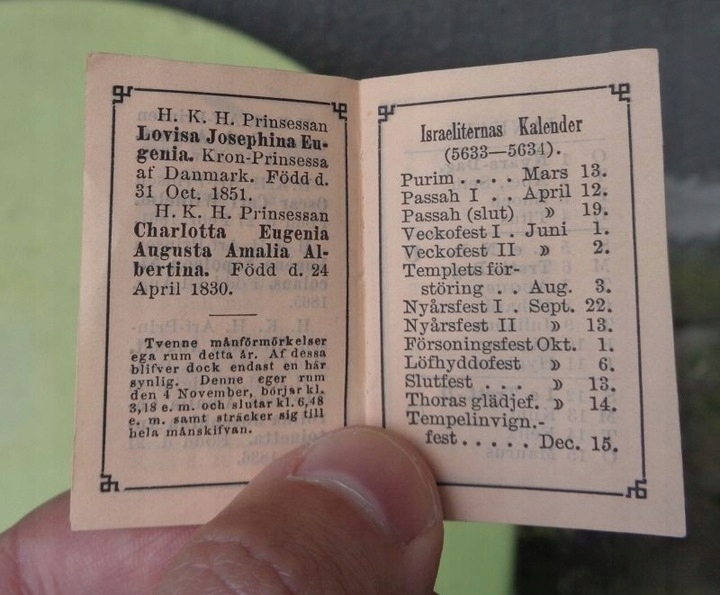 H. K. H. Prinsessan
Lovisa Josephina Eu-
genia. Kron-Prinsessa
af Danmark. Född d.
31 Oct. 1851.
H. K. H. Prinsessan
Charlotta Eugenia
Augusta Amalia Al-
bertina. Född d. 24
April 1830.
Tvenne månförmörkelser
ega rum detta år. Af dessa
blifver dock endast en här
synlig. Denne eger rum
den 4 November, börjar kl.
3,18 e. m. och slutar kl. 6,48
e. m. samt sträcker sig till
hela månskifvan.
Israeliternas Kalender
(5633—5634).
Purim . . . . Mars 13.
Passah I . . April 12.
Passah (slut) » 19.
Veckofest I . Juni 1.
Veckofest II » 2.
Templets för-
störing . . Aug. 3.
Nyårsfest I . Sept. 22.
Nyårsfest II » 13.
Försoningsfest Okt. 1.
Löfhyddofest » 6.
Slutfest . . . » 13.
Thoras glädjef. » 14.
Tempelinvign.-
fest . . . . . Dec. 15.